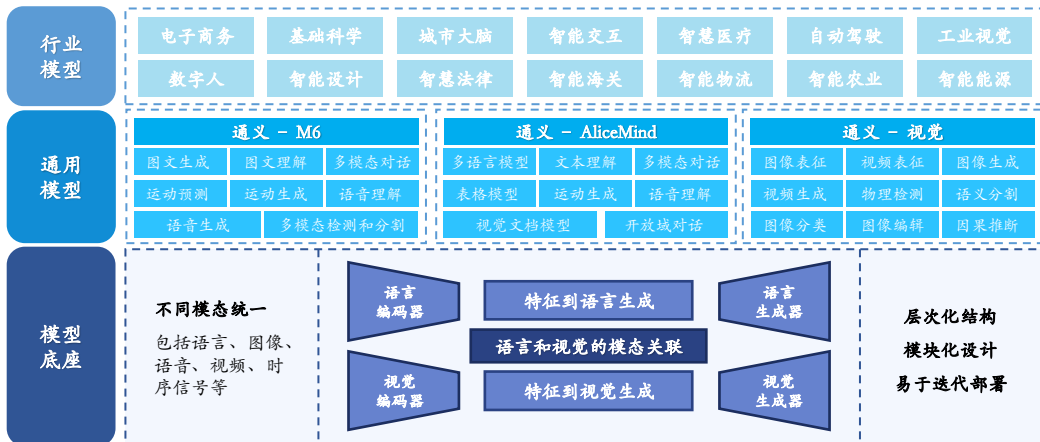 行业
模型
电子商务
基础科学
城市大脑
智能交互
智慧医疗
自动驾驶
工业视觉
数字人
智能设计
智慧法律
智能海关
智能物流
智能农业
智能能源
通用
模型
通义 – M6
图文生成
图文理解
多模态对话
运动预测
运动生成
语音理解
语音生成
多模态检测和分割
通义 – AliceMind
多语言模型
文本理解
多模态对话
表格模型
运动生成
语音理解
视觉文档模型
开放域对话
通义 – 视觉
图像表征
视频表征
图像生成
视频生成
物理检测
语义分割
图像分类
图像编辑
因果推断
模型
底座
不同模态统一
包括语言、图像、
语音、视频、时
序信号等
语言
编码器
特征到语言生成
语言
生成器
语言和视觉的模态关联
视觉
编码器
特征到视觉生成
视觉
生成器
层次化结构
模块化设计
易于迭代部署